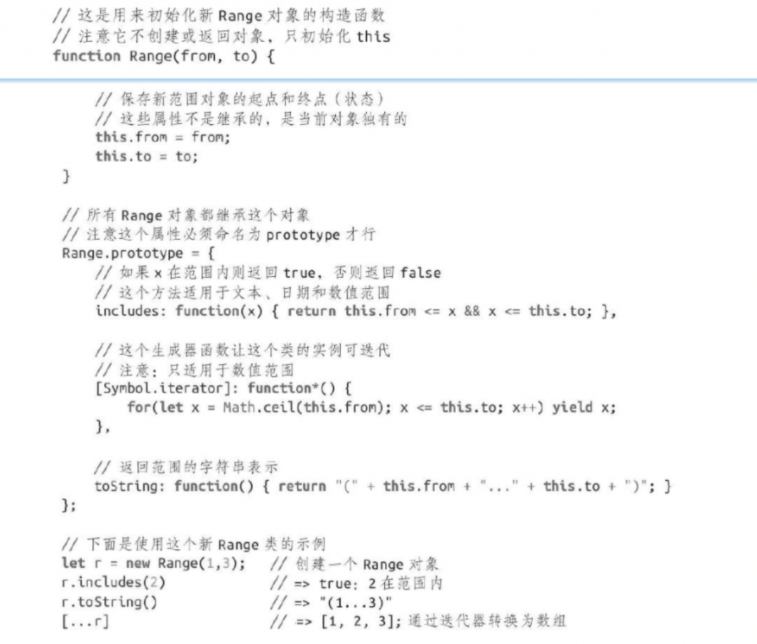 // 这是用来初始化新 Range 对象的构造函数
// 注意它不创建或返回对象，只初始化 this
function Range(from, to) {
// 保存新范围对象的起点和终点（状态）
// 这些属性不是继承的，是当前对象独有的
this.from = from;
this.to = to;
}
// 所有 Range 对象都继承这个对象
// 注意这个属性必须命名为 prototype 才行
Range.prototype = {
// 如果 x 在范围内则返回 true，否则返回 false
// 这个方法适用于文本、日期和数值范围
includes: function(x) { return this.from <= x && x <= this.to; },
// 这个生成器函数让这个类的实例可迭代
// 注意：只适用于数值范围
[Symbol.iterator]: function*() {
for(let x = Math.ceil(this.from); x <= this.to; x++) yield x;
},
// 返回范围的字符串表示
toString: function() { return "(" + this.from + "..." + this.to + ")"; }
};
// 下面是使用这个新 Range 类的示例
let r = new Range(1,3); // 创建一个 Range 对象
r.includes(2) // => true: 2 在范围内
r.toString() // => "(1...3)"
[...r] // => [1, 2, 3]; 通过迭代器转换为数组